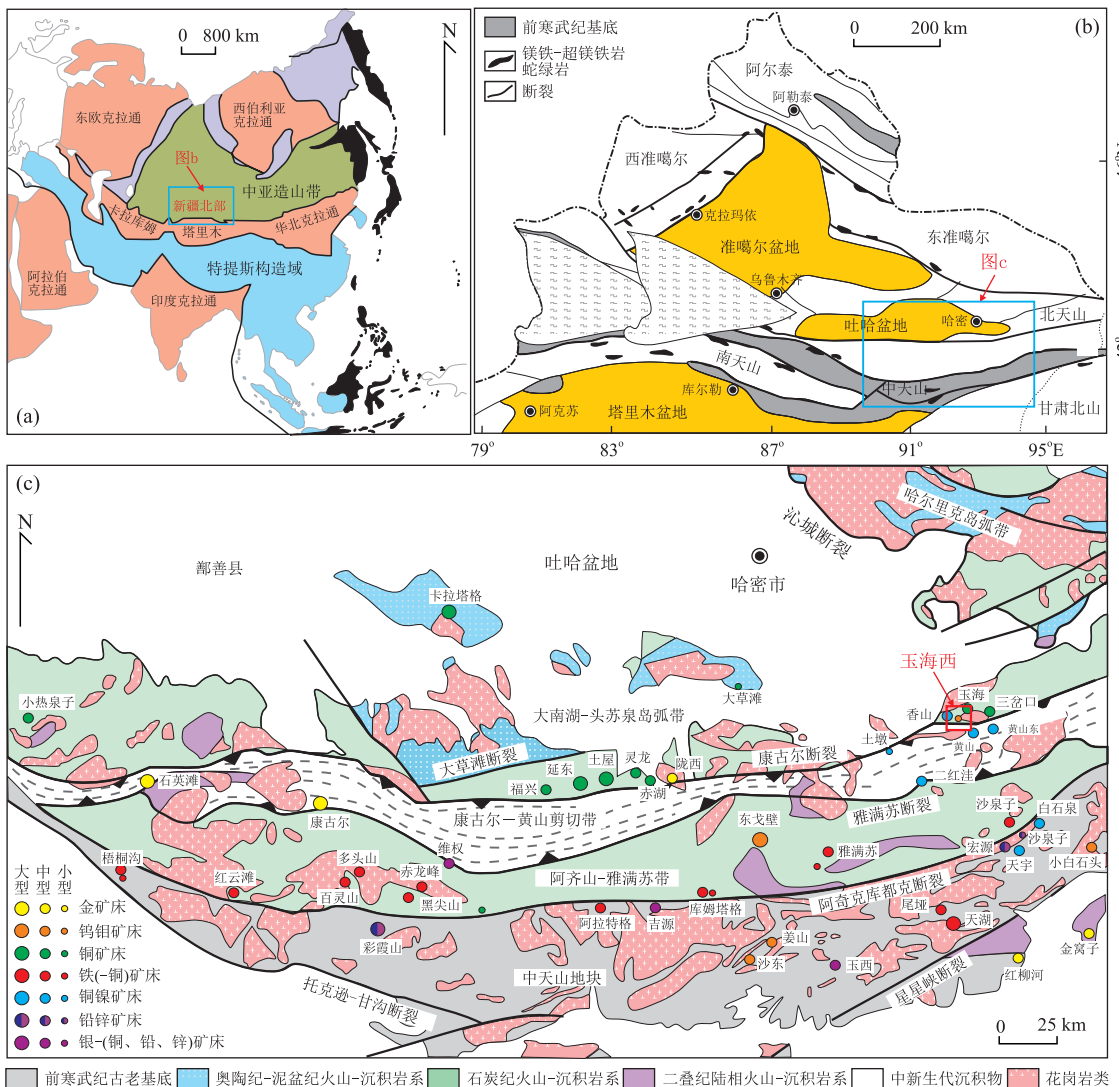 0 800 km
N
东欧克拉通
西伯利亚
克拉通
图b
中亚造山带
新疆北部
卡拉库姆
塔里木
华北克拉通
特提斯构造域
阿拉伯
克拉通
印度克拉通
(a)
前寒武纪基底
镁铁-超镁铁岩
蛇绿岩
断裂
0 200 km
(b)
阿尔泰
阿勒泰
西准噶尔
克拉玛依
准噶尔盆地
东准噶尔
乌鲁木齐
图c
吐哈盆地
哈密
北天山
南天山
中天山
库尔勒
阿克苏
塔里木盆地
甘肃北山
79°
83°
87°
91°
95°E
(c)
N
鄯善县
吐哈盆地
哈密市
沁城断裂
哈尔里克岛弧带
卡拉塔格
大草滩
玉海西
小热泉子
大南湖-头苏泉岛弧带
香山
玉海
三岔口
黄山东
黄山
土墩
大草滩断裂
康古尔断裂
石英滩
福兴
延东
土屋
灵龙
赤湖
陇西
二红洼
康古尔
康古尔—黄山剪切带
雅满苏断裂
维权
东戈壁
沙泉子
白石泉
沙泉子
宏源
天宇
小白石头
雅满苏
梧桐沟
红云滩
多头山
百灵山
赤龙峰
黑尖山
阿齐山-雅满苏带
阿奇克库都克断裂
阿拉特格
吉源
库姆塔格
尾垭
天湖
彩霞山
姜山
沙东
玉西
金窝子
红柳河
中天山地块
托克逊-甘沟断裂
星星峡断裂
大型 中型 小型
金矿床
钨钼矿床
铜矿床
铁(-铜)矿床
铜镍矿床
铅锌矿床
银-(铜、铅、锌)矿床
0 25 km
前寒武纪古老基底
奥陶纪-泥盆纪火山-沉积岩系
石炭纪火山-沉积岩系
二叠纪陆相火山-沉积岩系
中新生代沉积物
花岗岩类